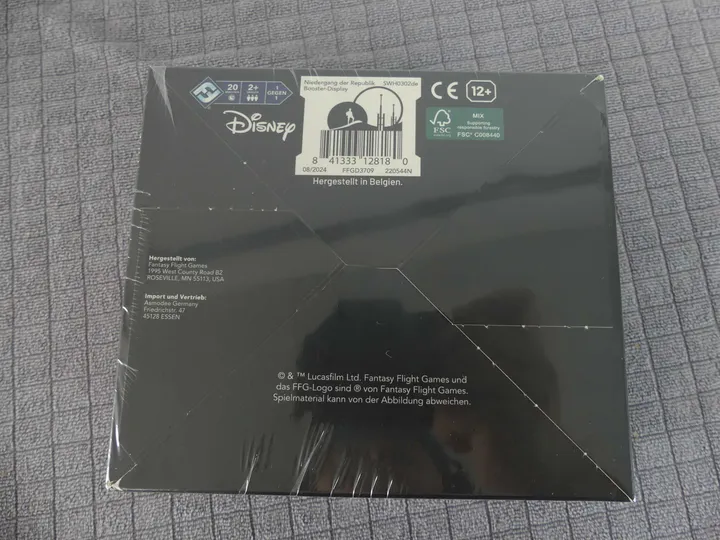 20
2+
1
GEGEN
1
Niedergang der Republik SWH0302de
Booster-Display
CE
12+
Disney
FSC
MIX
Supporting
responsible forestry
FSC® C008440
8 41333 12818 0
08/2024 FFGD3709 220544N
Hergestellt in Belgien.
Hergestellt von:
Fantasy Flight Games
1995 West County Road B2
ROSEVILLE, MN 55113, USA
Import und Vertrieb:
Asmodee Germany
Friedrichstr. 47
45128 ESSEN
© & ™ Lucasfilm Ltd. Fantasy Flight Games und
das FFG-Logo sind ® von Fantasy Flight Games.
Spielmaterial kann von der Abbildung abweichen.